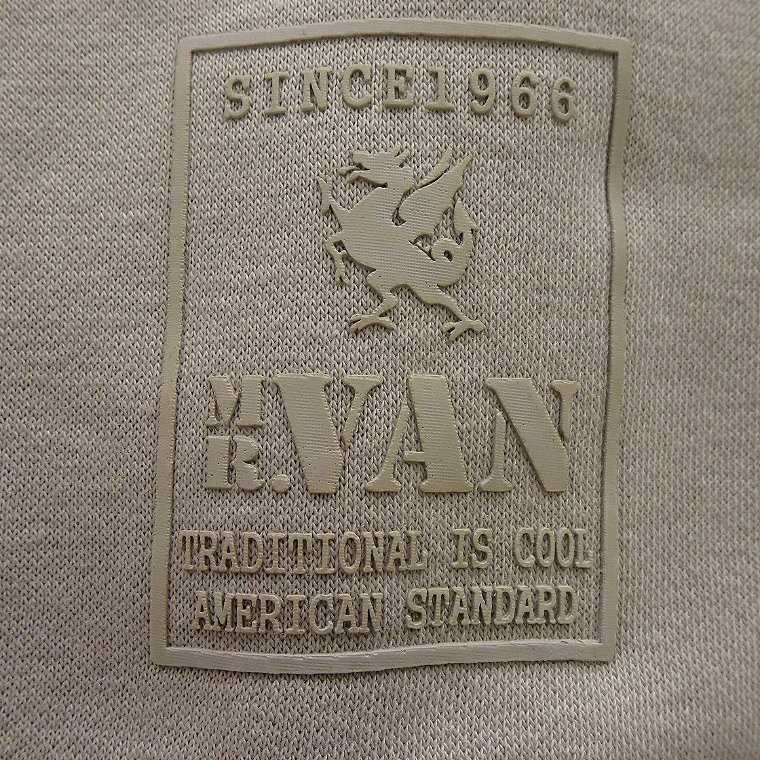 SINCE1966
MR.VAN
TRADITIONAL IS COOL
AMERICAN STANDARD